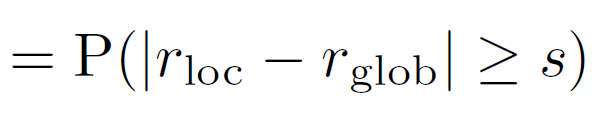 = P(|r_loc − r_glob| ≥ s)